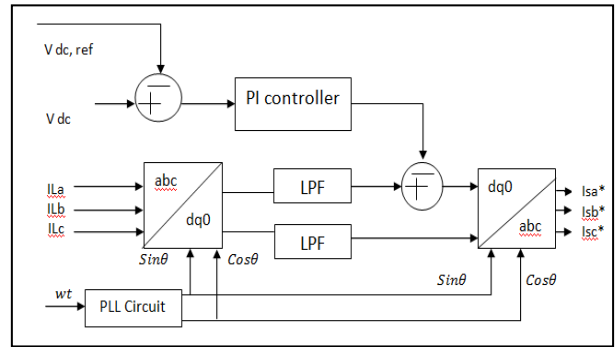 V dc, ref
V dc
PI controller
ILa
ILb
ILc
abc
dq0
LPF
LPF
dq0
abc
Isa*
Isb*
Isc*
Sinθ
Cosθ
Sinθ
Cosθ
wt
PLL Circuit